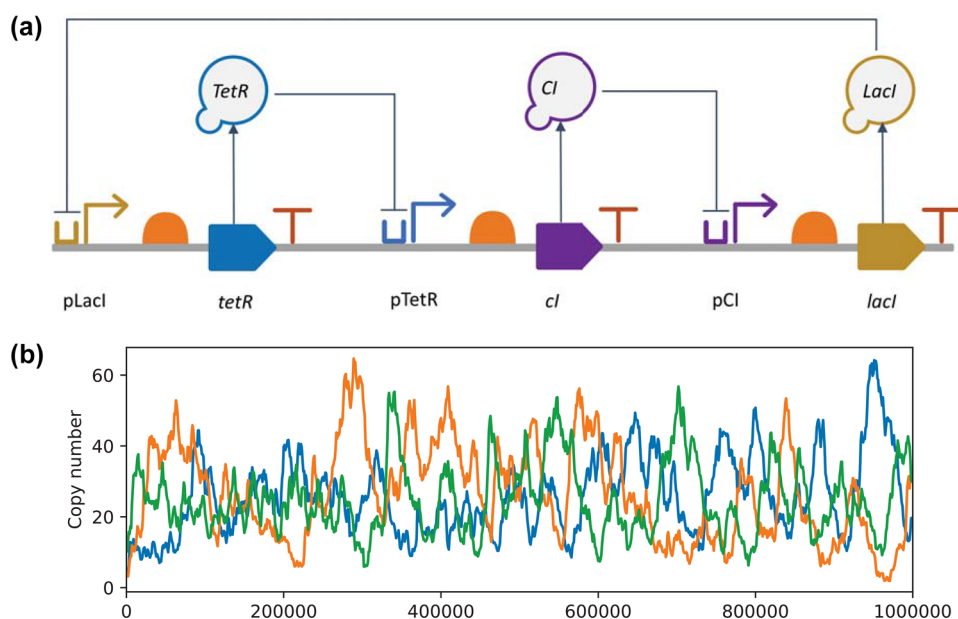 (a)
TetR
CI
LacI
pLacI
tetR
pTetR
cI
pCI
lacI
(b)
Copy number
60
40
20
0
0
200000
400000
600000
800000
1000000